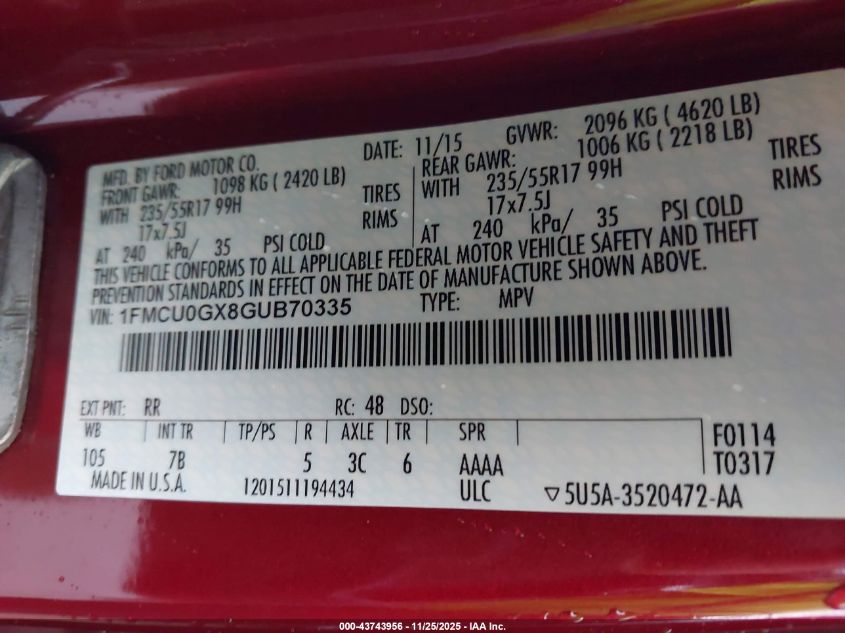 MFD. BY FORD MOTOR CO. DATE: 11/15 GVWR: 2096 KG ( 4620 LB)
FRONT GAWR: 1098 KG ( 2420 LB) REAR GAWR: 1006 KG ( 2218 LB)
WITH 235/55R17 99H TIRES WITH 235/55R17 99H TIRES
17x7.5J RIMS 17x7.5J RIMS
AT 240 kPa/ 35 PSI COLD AT 240 kPa/ 35 PSI COLD
THIS VEHICLE CONFORMS TO ALL APPLICABLE FEDERAL MOTOR VEHICLE SAFETY AND THEFT
PREVENTION STANDARDS IN EFFECT ON THE DATE OF MANUFACTURE SHOWN ABOVE.
VIN: 1FMCU0GX8GUB70335 TYPE: MPV
EXT PNT: RR RC: 48 DSO:
WB INT TR TP/PS R AXLE TR SPR F0114
105 7B 5 3C 6 AAAA T0317
MADE IN U.S.A. 1201511194434 ULC 5U5A-3520472-AA
000-43743956 - 11/25/2025 - IAA Inc.